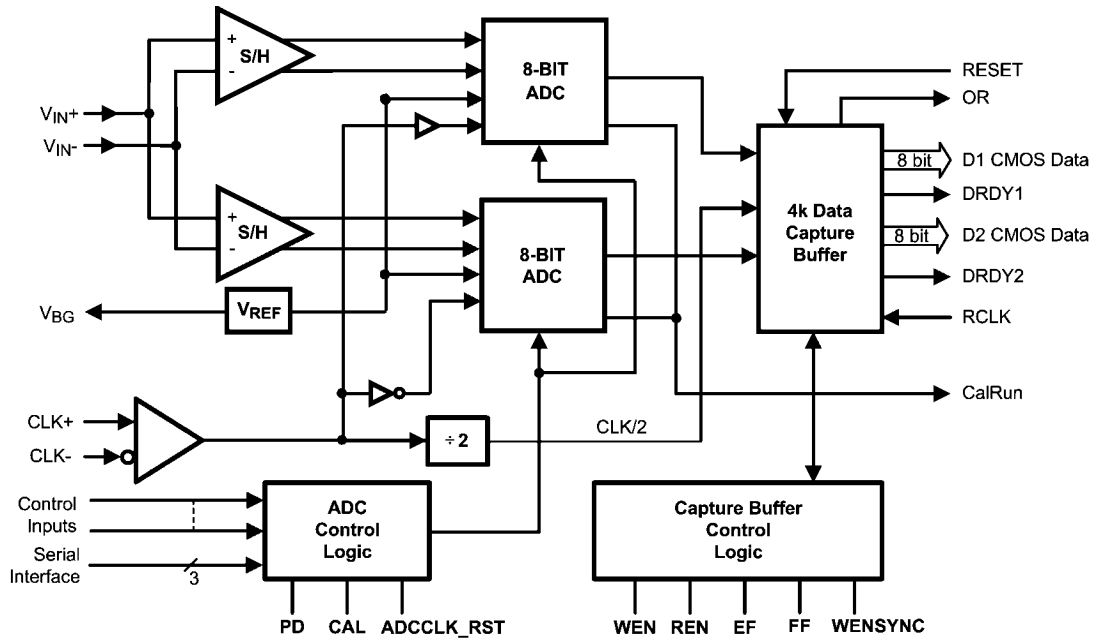 +
S/H
-
8-BIT
ADC
VIN+
VIN-
RESET
OR
8 bit
D1 CMOS Data
DRDY1
4k Data
Capture
Buffer
8 bit
D2 CMOS Data
DRDY2
RCLK
+
S/H
-
8-BIT
ADC
VBG
VREF
CalRun
CLK+
CLK-
÷ 2
CLK/2
Control
Inputs
Serial
Interface
3
ADC
Control
Logic
Capture Buffer
Control
Logic
PD
CAL
ADCCLK_RST
WEN
REN
EF
FF
WENSYNC